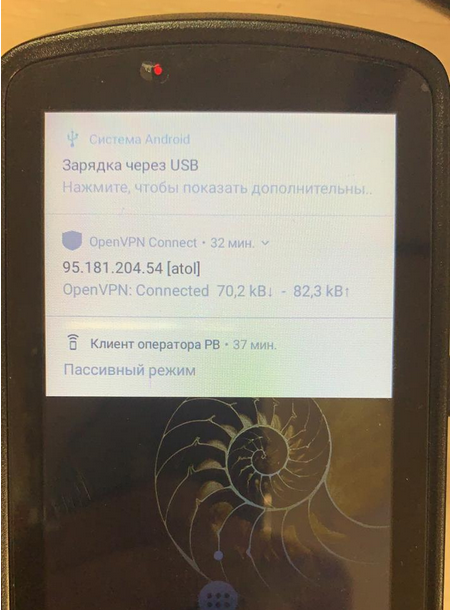 Система Android
Зарядка через USB
Нажмите, чтобы показать дополнительны..
OpenVPN Connect • 32 мин.
95.181.204.54 [atol]
OpenVPN: Connected 70,2 kB↓ - 82,3 kB↑
Клиент оператора РВ • 37 мин.
Пассивный режим